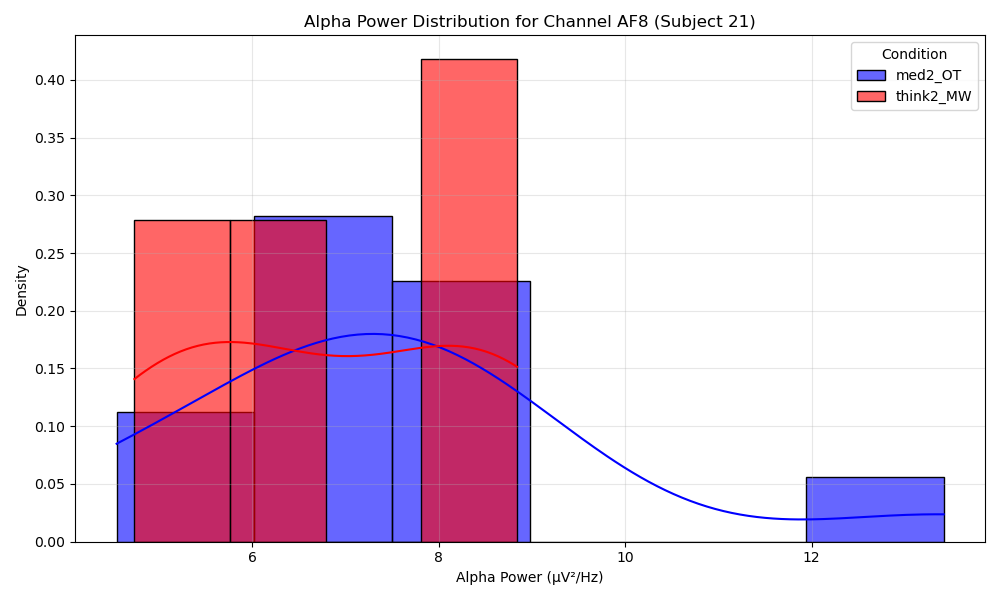 Alpha Power Distribution for Channel AF8 (Subject 21)
Condition
med2_OT
think2_MW
0.40
0.35
0.30
0.25
0.20
0.15
0.10
0.05
0.00
Density
6
8
10
12
Alpha Power (μV²/Hz)